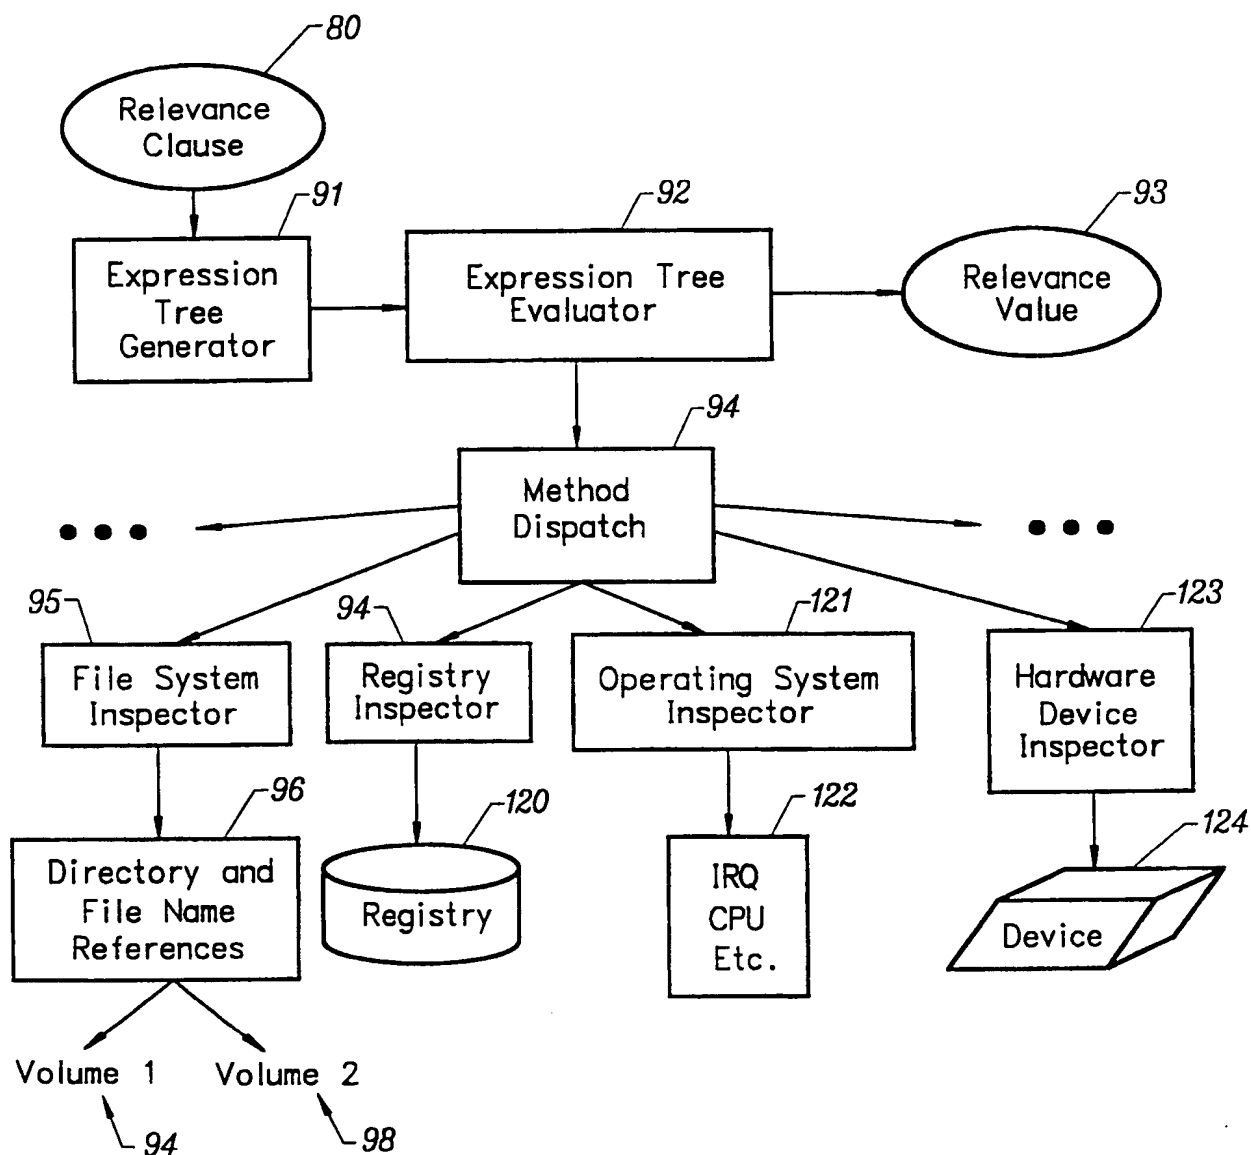 80
Relevance
Clause
91
Expression
Tree
Generator
92
Expression Tree
Evaluator
93
Relevance
Value
94
Method
Dispatch
95
File System
Inspector
94
Registry
Inspector
121
Operating System
Inspector
123
Hardware
Device
Inspector
96
Directory and
File Name
References
120
Registry
122
IRQ
CPU
Etc.
124
Device
Volume 1
Volume 2
94
98